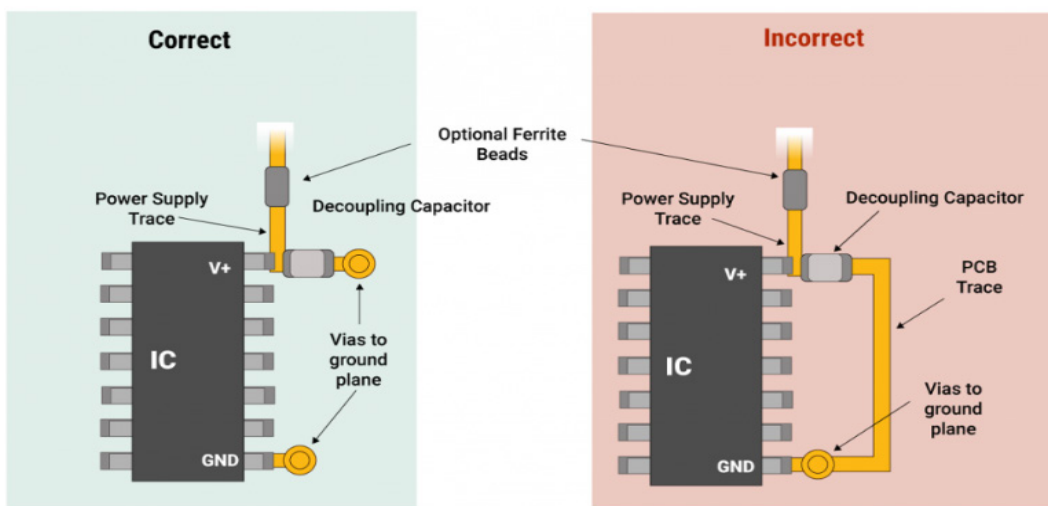 Correct
Incorrect
Optional Ferrite
Beads
Power Supply
Trace
Decoupling Capacitor
V+
IC
GND
Vias to
ground
plane
Power Supply
Trace
Decoupling Capacitor
V+
PCB
Trace
IC
GND
Vias to
ground
plane